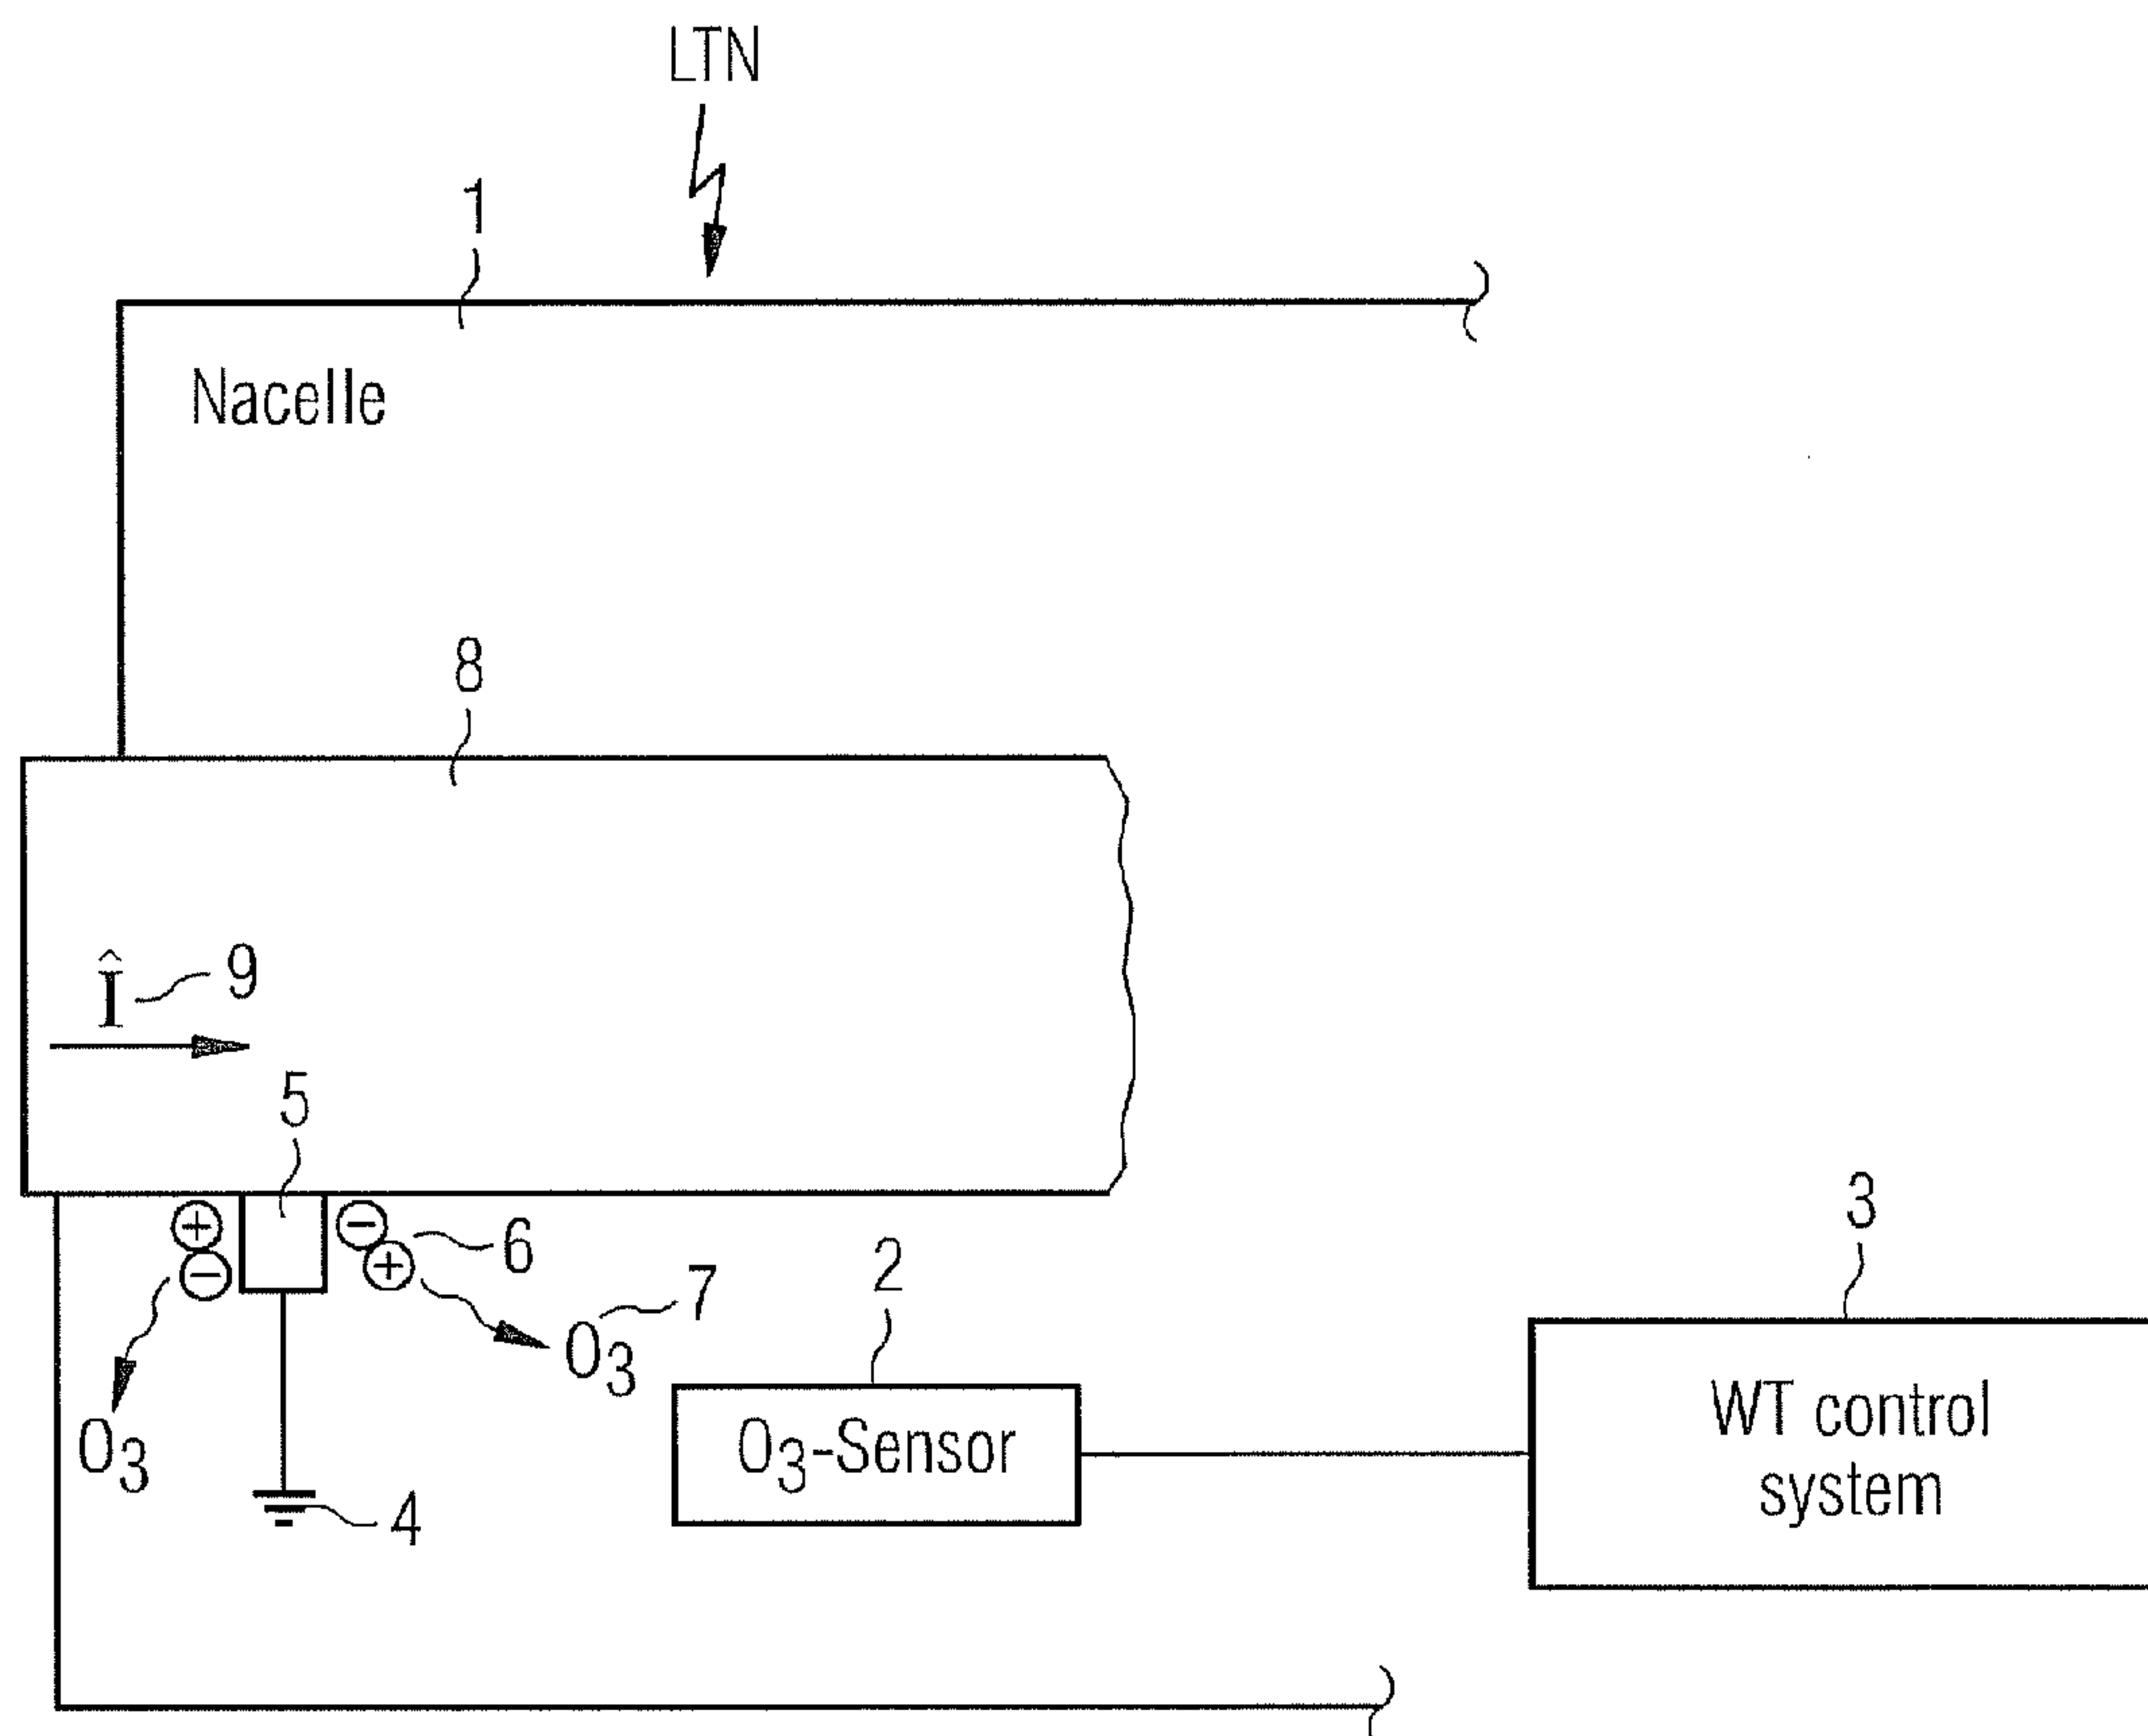 LTN
1
Nacelle
8
Î 9
5
6
7
O3
O3
2
O3-Sensor
3
WT control
system
4